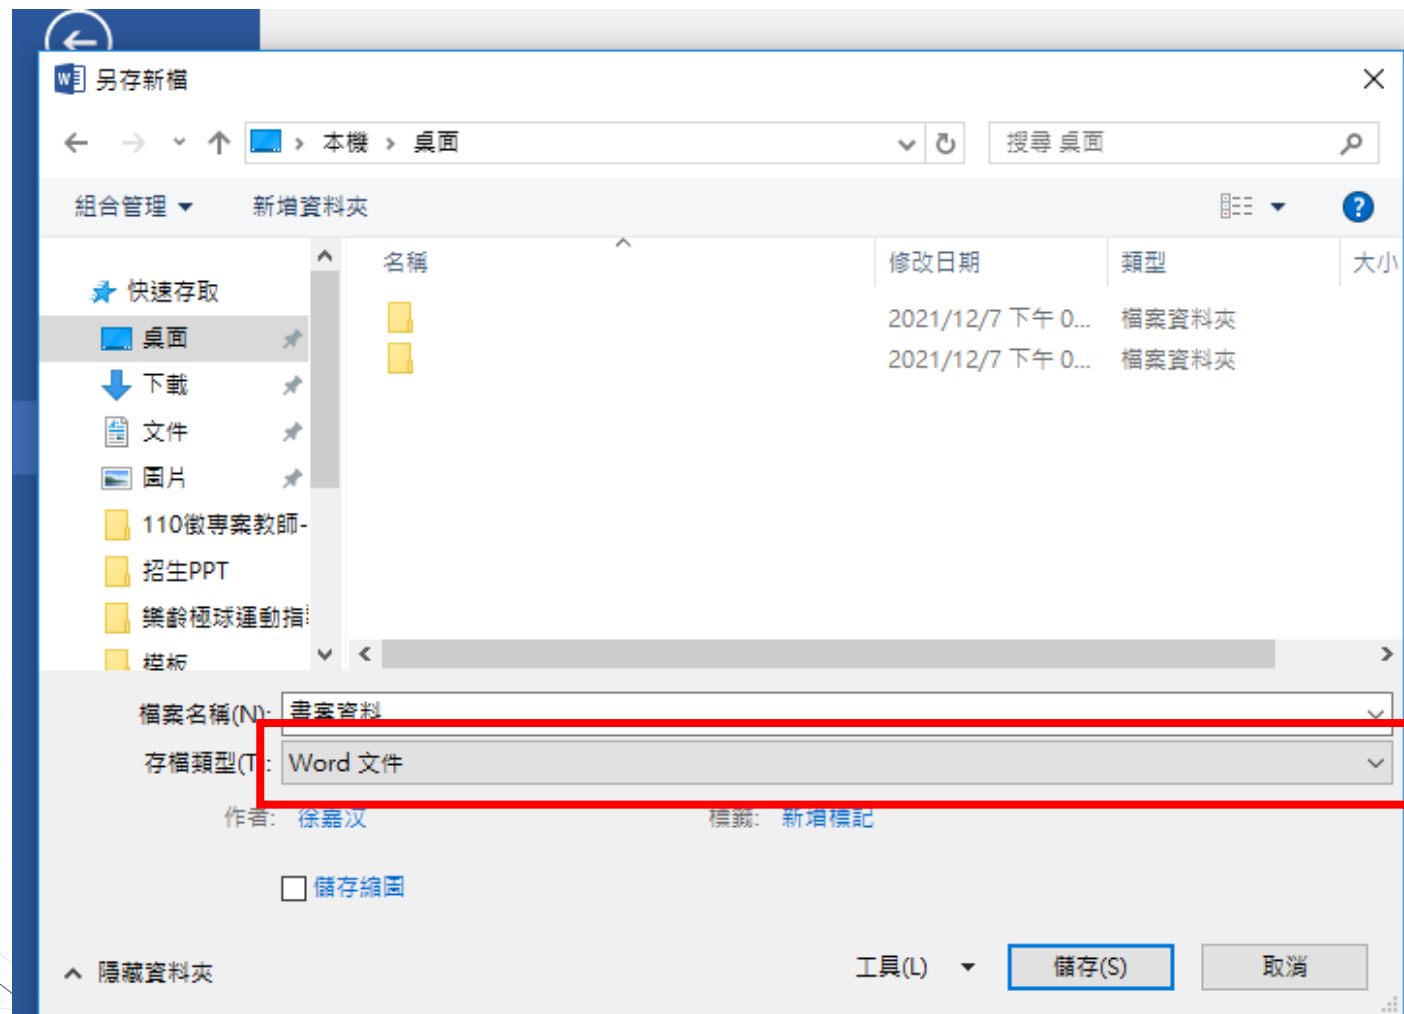 另存新檔
本機 › 桌面
搜尋 桌面
組合管理 新增資料夾
名稱 修改日期 類型 大小
快速存取
桌面
下載
文件
圖片
110徵專案教師-
招生PPT
樂齡極球運動指
模板
2021/12/7 下午 0... 檔案資料夾
2021/12/7 下午 0... 檔案資料夾
檔案名稱(N): 書案資料
存檔類型(T): Word 文件
作者: 徐嘉汶 標籤: 新增標記
儲存縮圖
隱藏資料夾 工具(L) 儲存(S) 取消